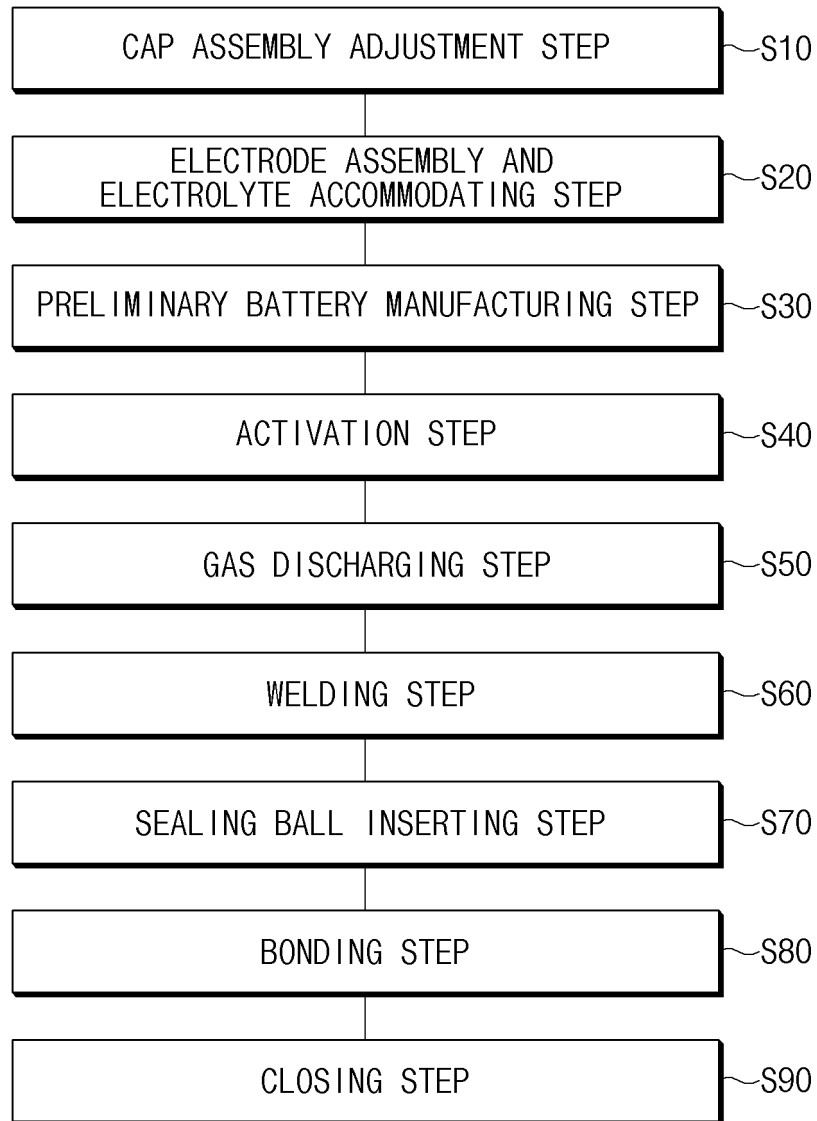 CAP ASSEMBLY ADJUSTMENT STEP S10
ELECTRODE ASSEMBLY AND
ELECTROLYTE ACCOMMODATING STEP S20
PRELIMINARY BATTERY MANUFACTURING STEP S30
ACTIVATION STEP S40
GAS DISCHARGING STEP S50
WELDING STEP S60
SEALING BALL INSERTING STEP S70
BONDING STEP S80
CLOSING STEP S90